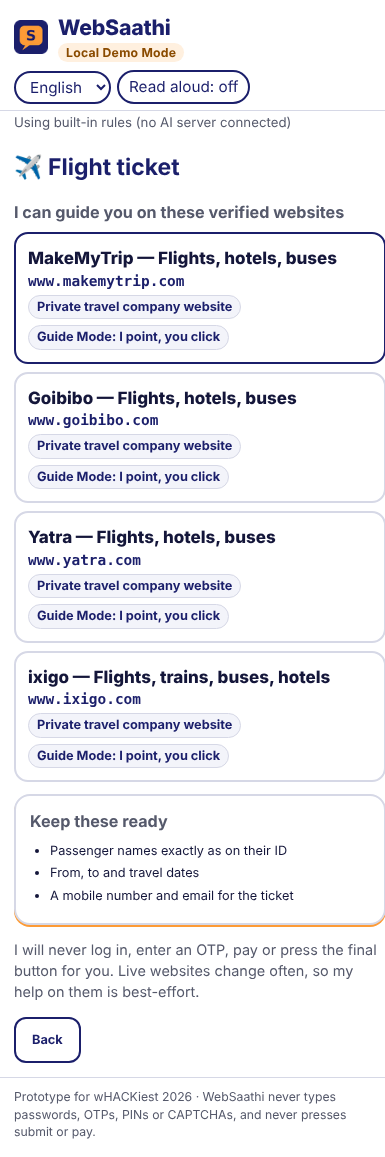 S
WebSaathi
Local Demo Mode
English
Read aloud: off
Using built-in rules (no AI server connected)
✈️ Flight ticket
I can guide you on these verified websites
MakeMyTrip — Flights, hotels, buses
www.makemytrip.com
Private travel company website
Guide Mode: I point, you click
Goibibo — Flights, hotels, buses
www.goibibo.com
Private travel company website
Guide Mode: I point, you click
Yatra — Flights, hotels, buses
www.yatra.com
Private travel company website
Guide Mode: I point, you click
ixigo — Flights, trains, buses, hotels
www.ixigo.com
Private travel company website
Guide Mode: I point, you click
Keep these ready
• Passenger names exactly as on their ID
• From, to and travel dates
• A mobile number and email for the ticket
I will never log in, enter an OTP, pay or press the final
button for you. Live websites change often, so my
help on them is best-effort.
Back
Prototype for wHACKiest 2026 · WebSaathi never types
passwords, OTPs, PINs or CAPTCHAs, and never presses
submit or pay.